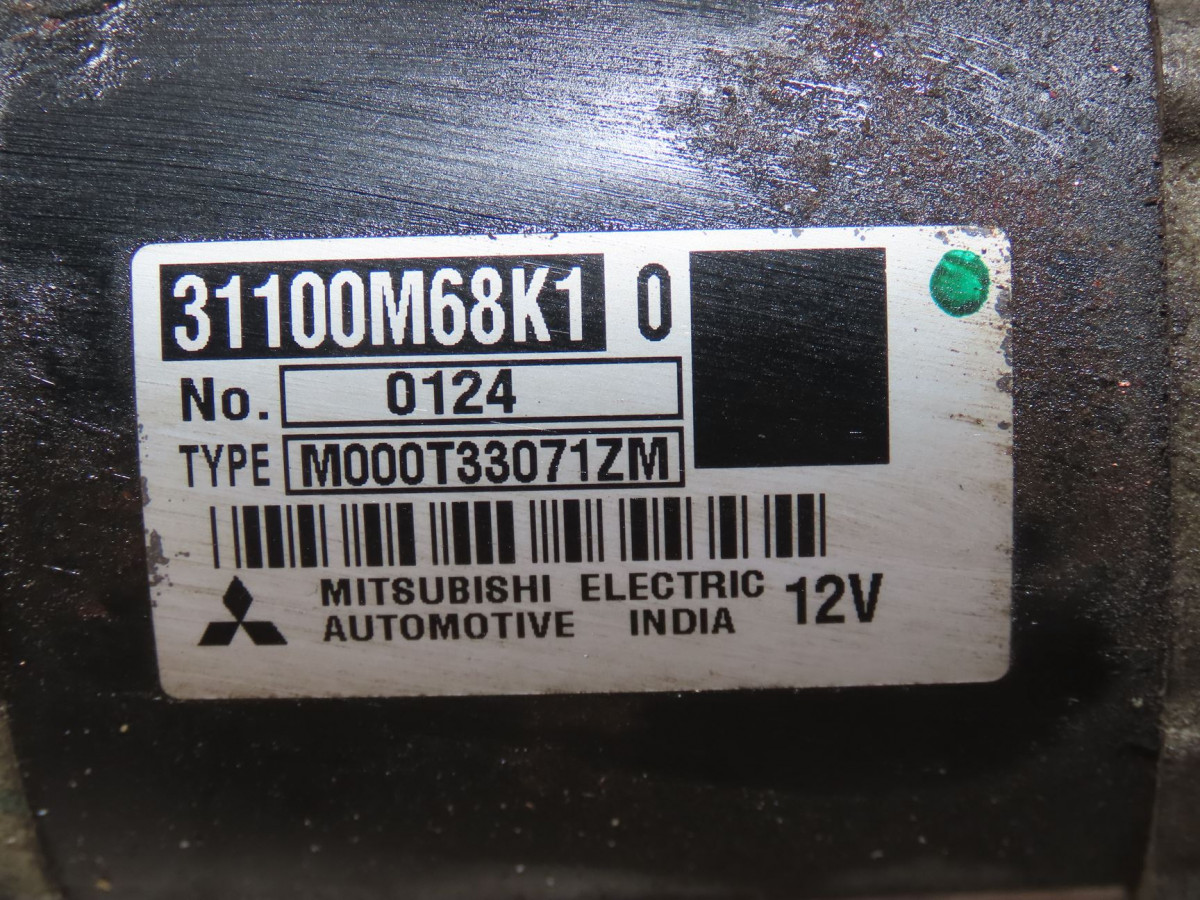 31100M68K1 0
No. 0124
TYPE M000T33071ZM
MITSUBISHI ELECTRIC
AUTOMOTIVE INDIA 12V